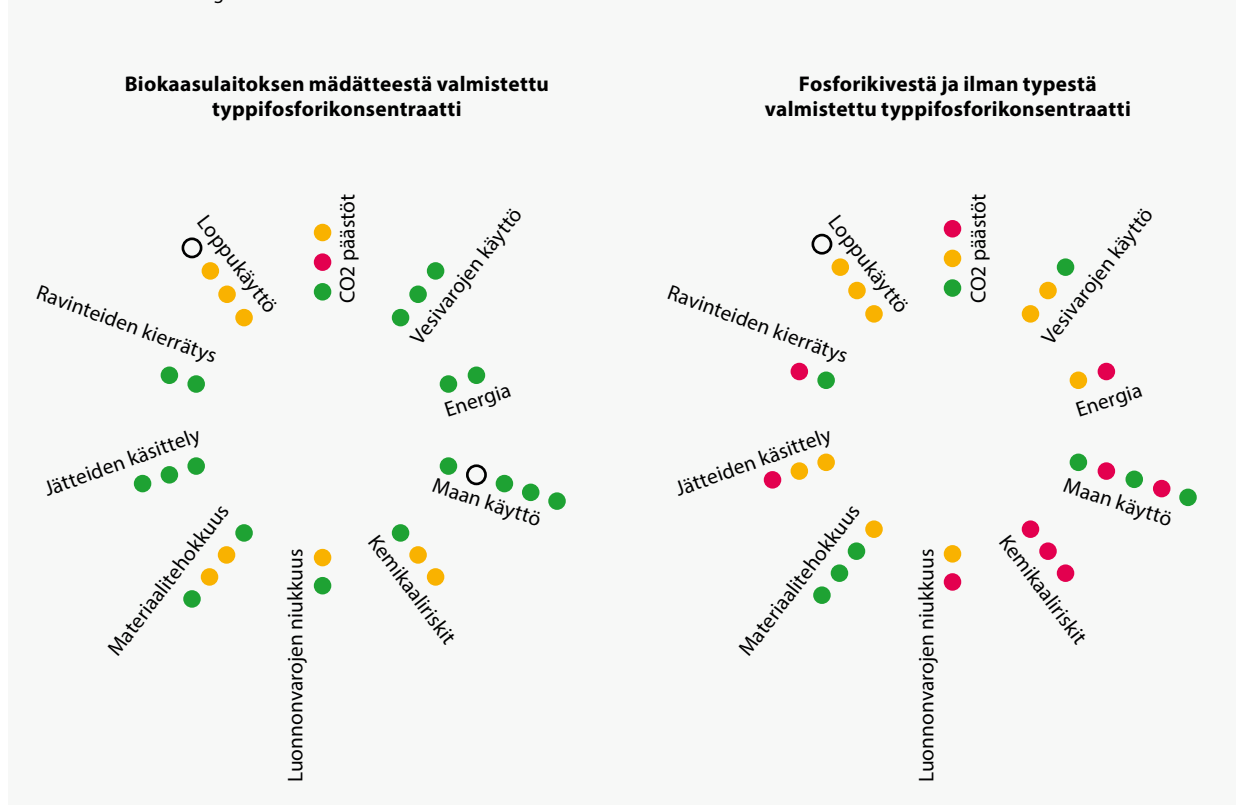 Biokaasulaitoksen mädätteestä valmistettu
typpifosforikonsentraatti
CO2 päästöt
Vesivarojen käyttö
Energia
Maan käyttö
Kemikaaliriskit
Luonnonvarojen niukkuus
Materiaalitehokkuus
Jätteiden käsittely
Ravinteiden kierrätys
Loppukäyttö
Fosforikivestä ja ilman typestä
valmistettu typpifosforikonsentraatti
CO2 päästöt
Vesivarojen käyttö
Energia
Maan käyttö
Kemikaaliriskit
Luonnonvarojen niukkuus
Materiaalitehokkuus
Jätteiden käsittely
Ravinteiden kierrätys
Loppukäyttö